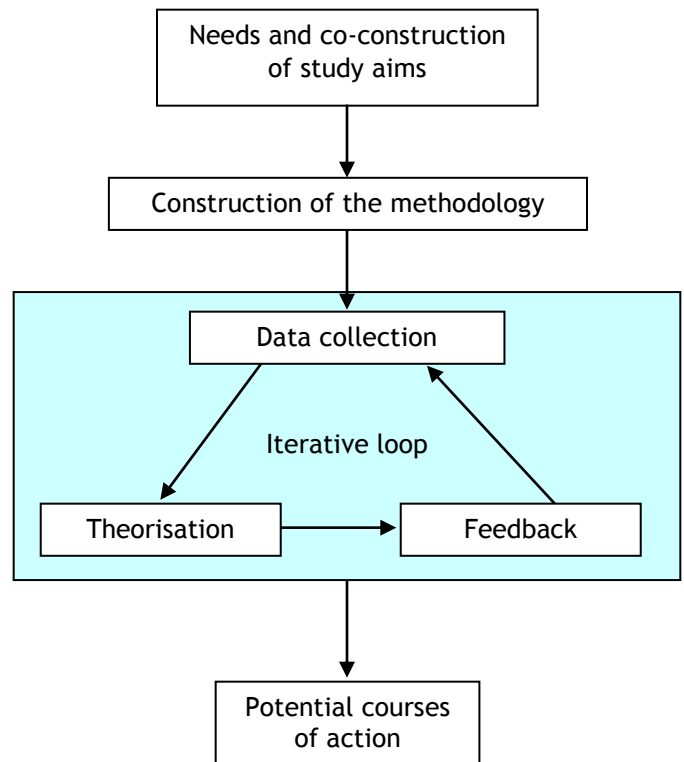 Needs and co-construction
of study aims
Construction of the methodology
Data collection
Iterative loop
Theorisation
Feedback
Potential courses
of action